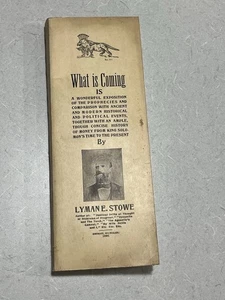 What is Coming
IS
A WONDERFUL EXPOSITION
OF THE PROPHECIES AND
COMPARISON WITH ANCIENT
AND MODERN HISTORICAL
AND POLITICAL EVENTS,
TOGETHER WITH AN AMPLE,
THOUGH CONCISE HISTORY
OF MONEY FROM KING SOLO-
MON'S TIME TO THE PRESENT
By
LYMAN E. STOWE